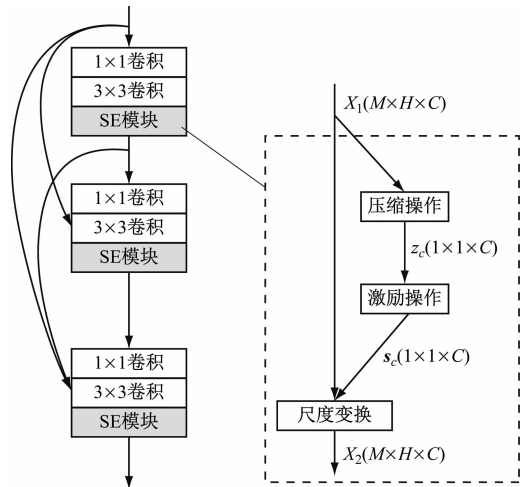 1×1卷积
3×3卷积
SE模块
1×1卷积
3×3卷积
SE模块
1×1卷积
3×3卷积
SE模块
X₁(M×H×C)
压缩操作
z_c(1×1×C)
激励操作
s_c(1×1×C)
尺度变换
X₂(M×H×C)